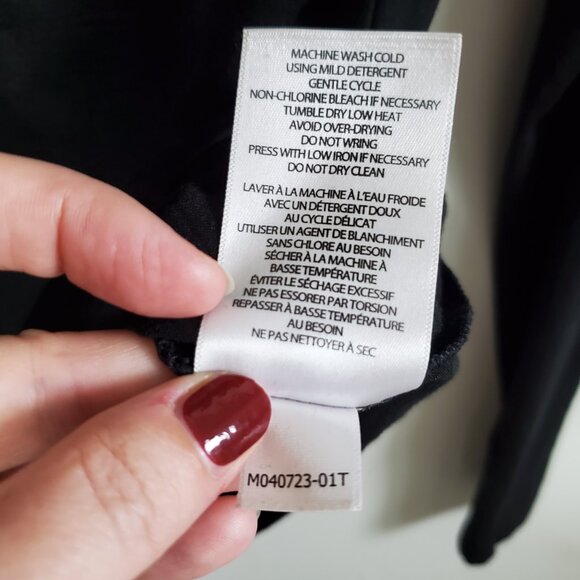 MACHINE WASH COLD
USING MILD DETERGENT
GENTLE CYCLE
NON-CHLORINE BLEACH IF NECESSARY
TUMBLE DRY LOW HEAT
AVOID OVER-DRYING
DO NOT WRING
PRESS WITH LOW IRON IF NECESSARY
DO NOT DRY CLEAN
LAVER À LA MACHINE À L'EAU FROIDE
AVEC UN DÉTERGENT DOUX
AU CYCLE DÉLICAT
UTILISER UN AGENT DE BLANCHIMENT
SANS CHLORE AU BESOIN
SÉCHER À LA MACHINE À
BASSE TEMPÉRATURE
ÉVITER LE SÉCHAGE EXCESSIF
NE PAS ESSORER PAR TORSION
REPASSER À BASSE TEMPÉRATURE
AU BESOIN
NE PAS NETTOYER À SEC
M040723-01T